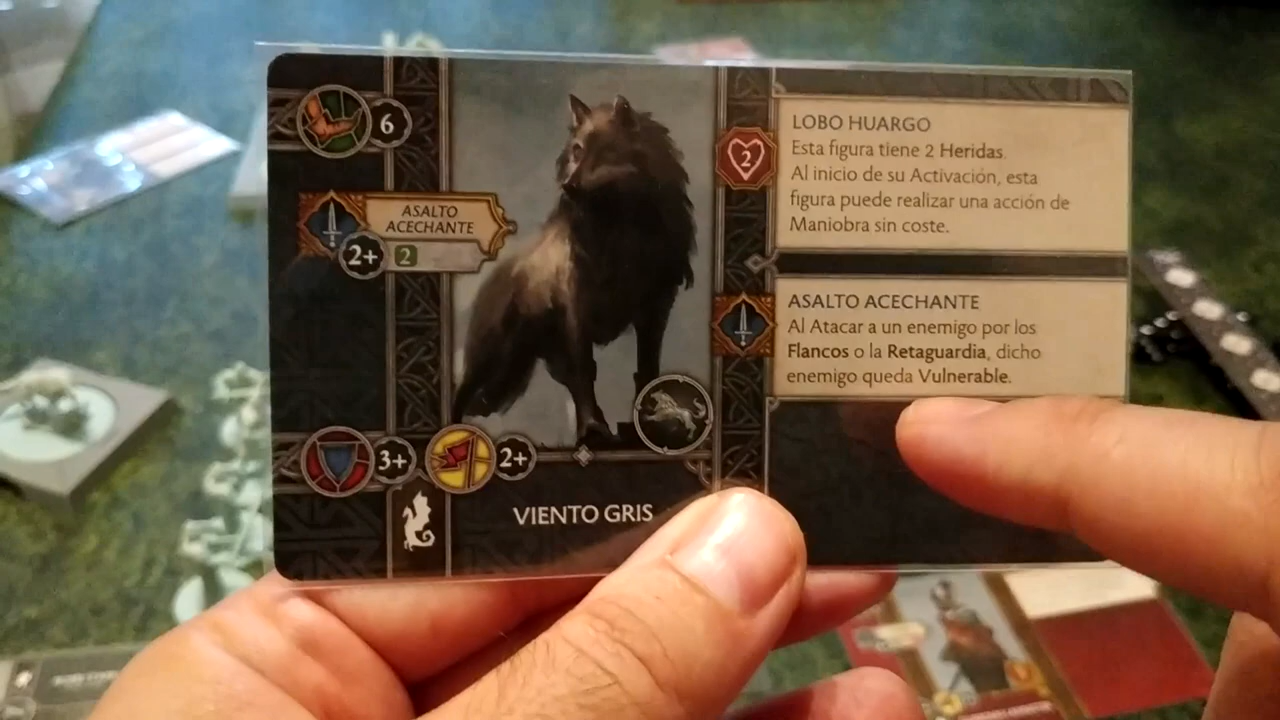 6
ASALTO
ACECHANTE
2+
2
3+
2+
VIENTO GRIS
2
LOBO HUARGO
Esta figura tiene 2 Heridas.
Al inicio de su Activación, esta
figura puede realizar una acción de
Maniobra sin coste.
ASALTO ACECHANTE
Al Atacar a un enemigo por los
Flancos o la Retaguardia, dicho
enemigo queda Vulnerable.